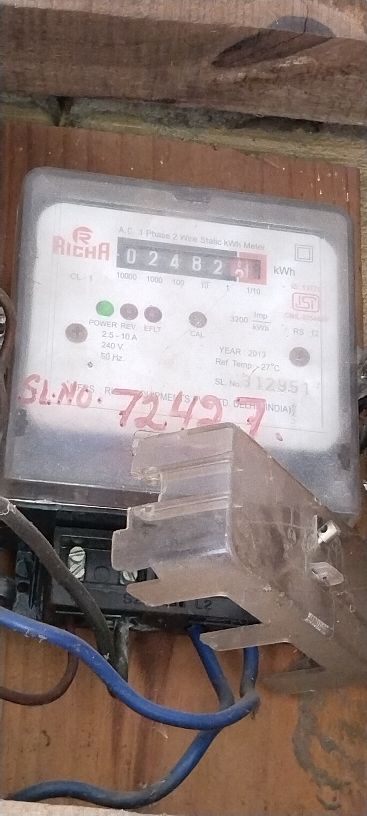 A.C. 1 Phase 2 Wire Static kWh Meter
RICHA
0 2 4 8 2
kWh
CL. 1
10000 1000 100 10 1 1/10
POWER REV. EFLT
CAL
3200 Imp/kWh
2.5 - 10 A
240 V.
50 Hz.
YEARː 2013
Ref. Temp.: 27°C
SL. No. 312951
SL.NO. 72427.
L2